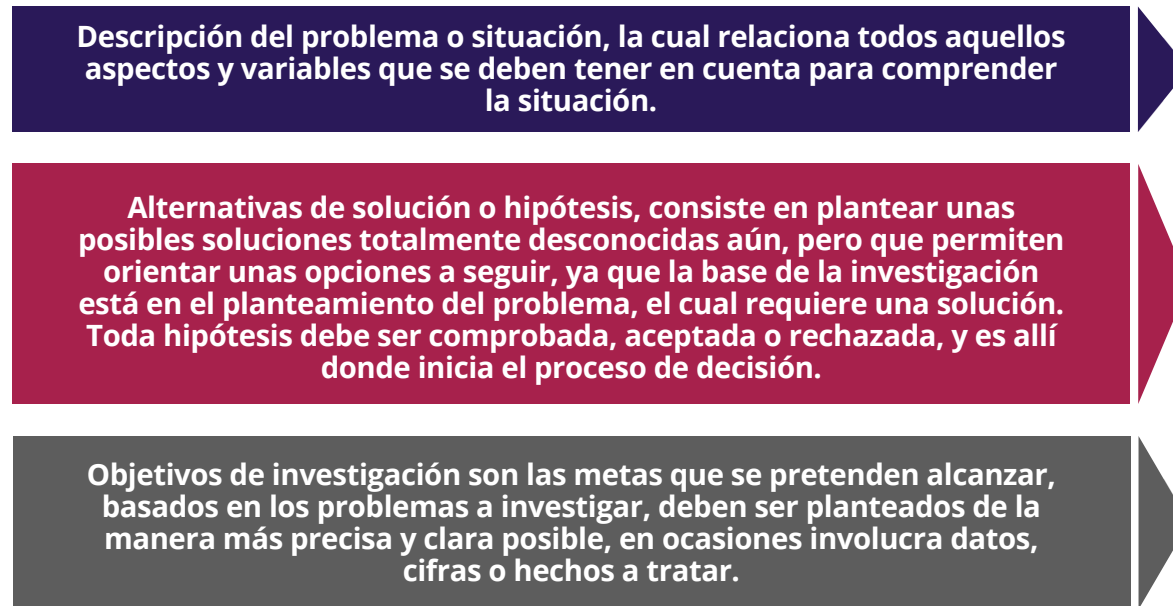 Descripción del problema o situación, la cual relaciona todos aquellos
aspectos y variables que se deben tener en cuenta para comprender
la situación.
Alternativas de solución o hipótesis, consiste en plantear unas
posibles soluciones totalmente desconocidas aún, pero que permiten
orientar unas opciones a seguir, ya que la base de la investigación
está en el planteamiento del problema, el cual requiere una solución.
Toda hipótesis debe ser comprobada, aceptada o rechazada, y es allí
donde inicia el proceso de decisión.
Objetivos de investigación son las metas que se pretenden alcanzar,
basados en los problemas a investigar, deben ser planteados de la
manera más precisa y clara posible, en ocasiones involucra datos,
cifras o hechos a tratar.